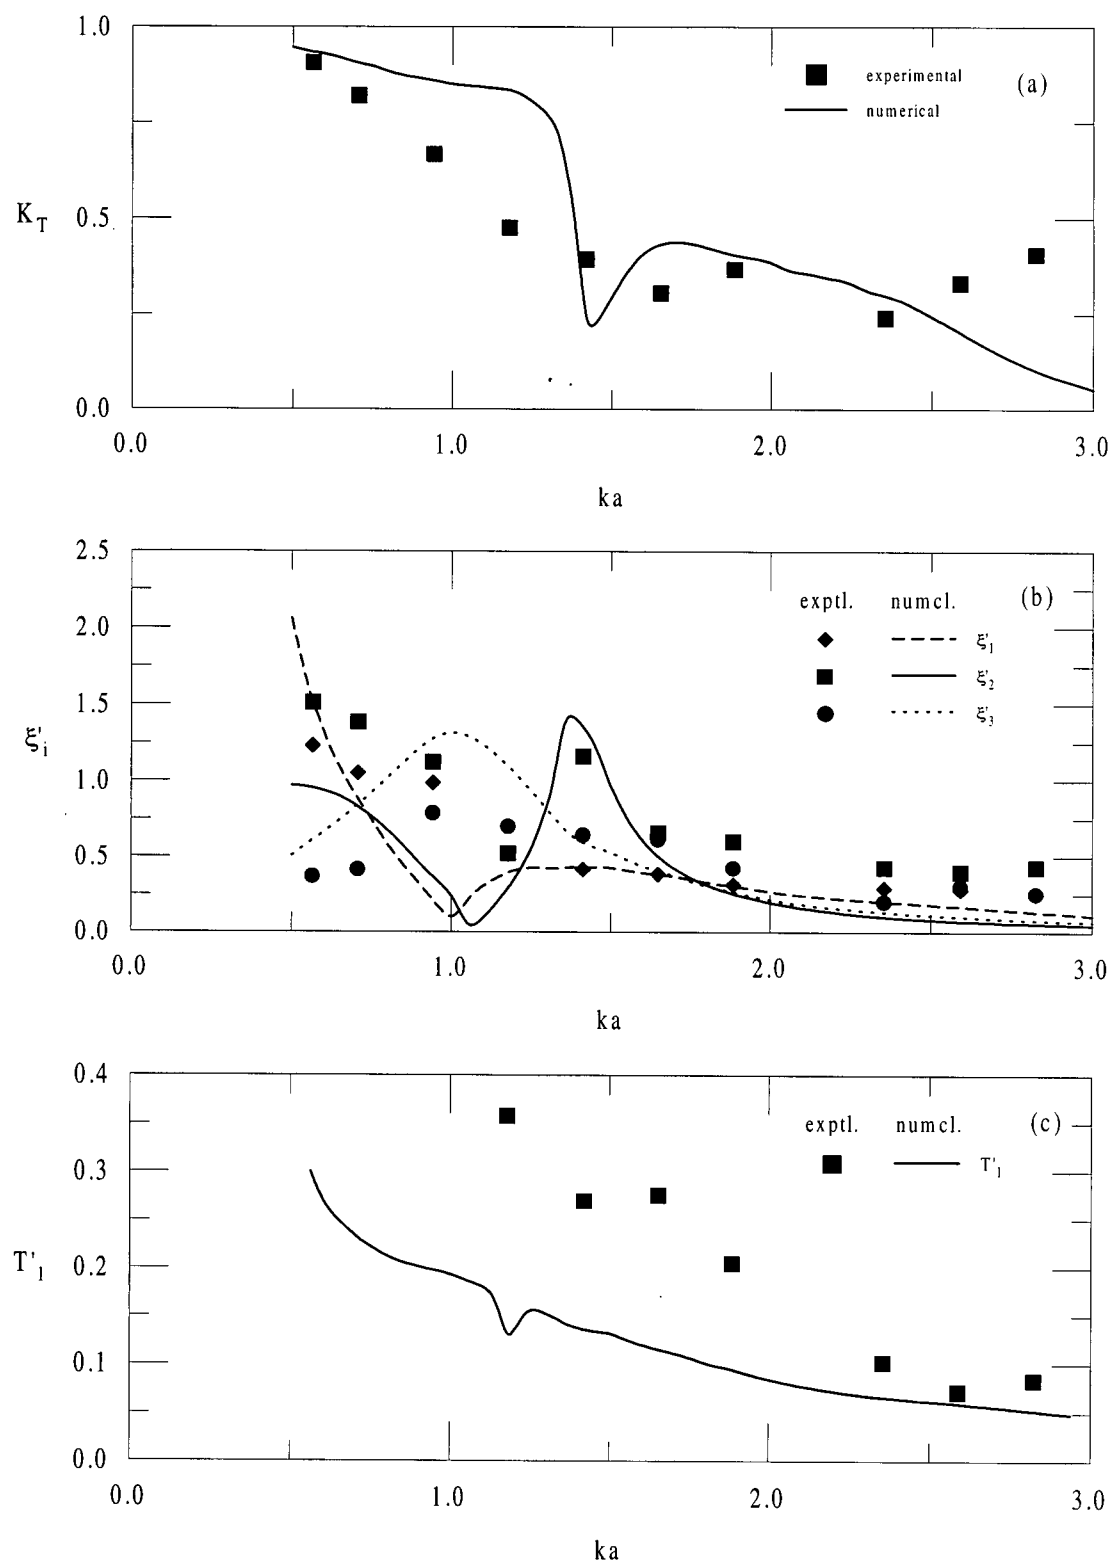 1.0
experimental
(a)
numerical
K_T
0.5
0.0
0.0 1.0 2.0 3.0
ka
2.5
exptl. numcl. (b)
2.0
ξ'_1
ξ'_2
1.5
ξ'_3
ξ'_i
1.0
0.5
0.0
0.0 1.0 2.0 3.0
ka
0.4
exptl. numcl. (c)
0.3
T'_1
T'_1
0.2
0.1
0.0
0.0 1.0 2.0 3.0
ka